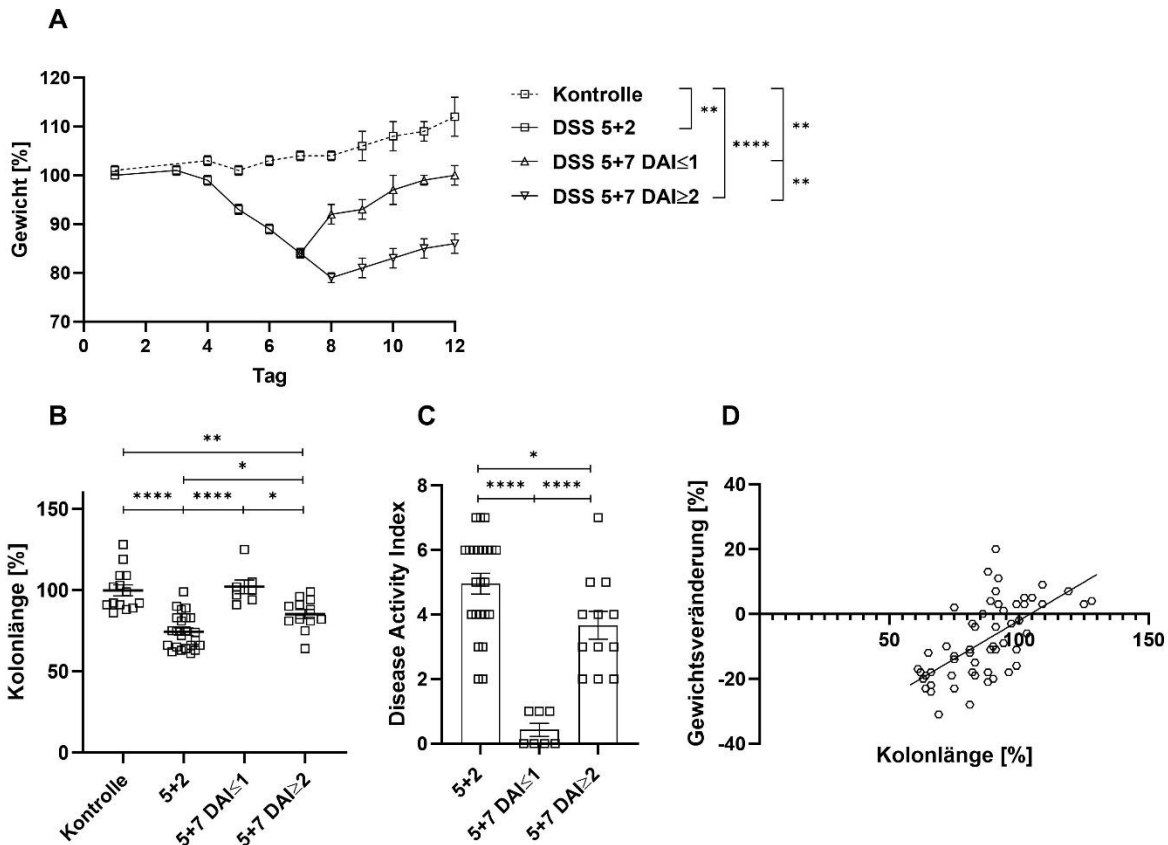 A
120
110
100
90
80
70
Gewicht [%]
0 2 4 6 8 10 12
Tag
Kontrolle
DSS 5+2
DSS 5+7 DAI≤1
DSS 5+7 DAI≥2
**
****
**
**
B
**
*
**** **** *
150
100
50
0
Kolonlänge [%]
Kontrolle
5+2
5+7 DAI≤1
5+7 DAI≥2
C
*
**** ****
8
6
4
2
0
Disease Activity Index
5+2
5+7 DAI≤1
5+7 DAI≥2
D
40
20
0
-20
-40
Gewichtsveränderung [%]
50 100 150
Kolonlänge [%]